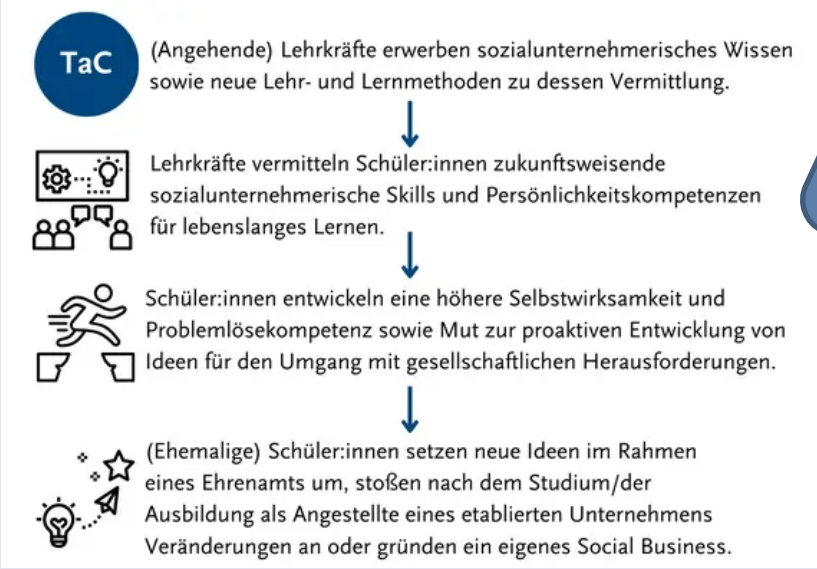 TaC
(Angehende) Lehrkräfte erwerben sozialunternehmerisches Wissen
sowie neue Lehr- und Lernmethoden zu dessen Vermittlung.
Lehrkräfte vermitteln Schüler:innen zukunftsweisende
sozialunternehmerische Skills und Persönlichkeitskompetenzen
für lebenslanges Lernen.
Schüler:innen entwickeln eine höhere Selbstwirksamkeit und
Problemlösekompetenz sowie Mut zur proaktiven Entwicklung von
Ideen für den Umgang mit gesellschaftlichen Herausforderungen.
(Ehemalige) Schüler:innen setzen neue Ideen im Rahmen
eines Ehrenamts um, stoßen nach dem Studium/der
Ausbildung als Angestellte eines etablierten Unternehmens
Veränderungen an oder gründen ein eigenes Social Business.